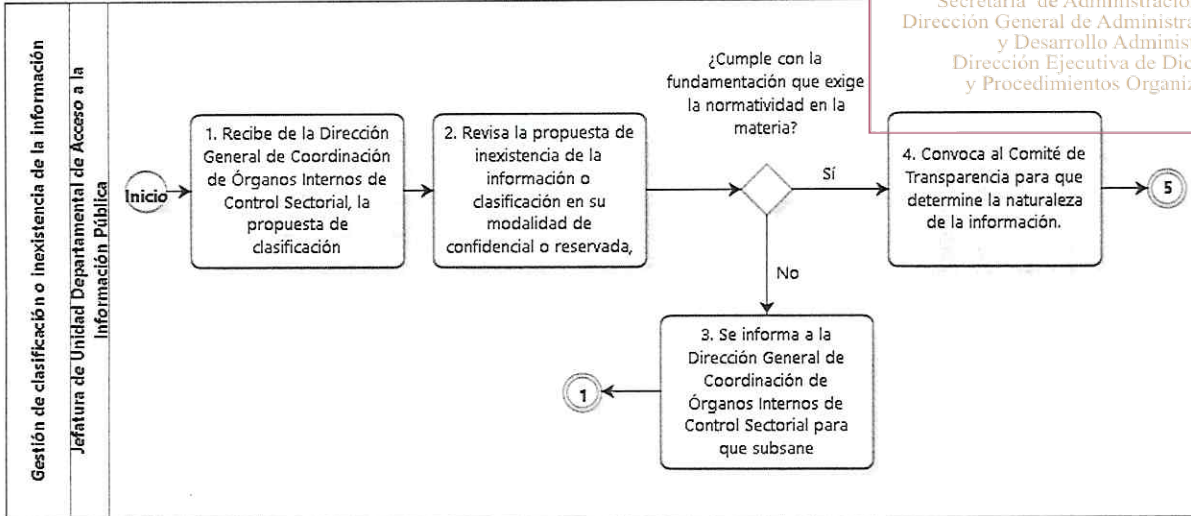 Secretaría de Administración
Dirección General de Administra
y Desarrollo Adminis
Dirección Ejecutiva de Dic
y Procedimientos Organiz
Gestión de clasificación o inexistencia de la información
Jefatura de Unidad Departamental de Acceso a la
Información Pública
Inicio
1. Recibe de la Dirección
General de Coordinación
de Órganos Internos de
Control Sectorial, la
propuesta de
clasificación
2. Revisa la propuesta de
inexistencia de la
información o
clasificación en su
modalidad de
confidencial o reservada,
¿Cumple con la
fundamentación que exige
la normatividad en la
materia?
Sí
4. Convoca al Comité de
Transparencia para que
determine la naturaleza
de la información.
5
No
3. Se informa a la
Dirección General de
Coordinación de
Órganos Internos de
Control Sectorial para
que subsane
1